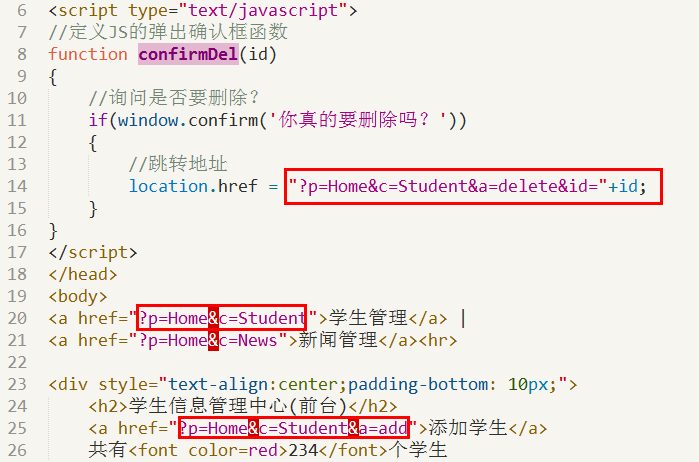 6 <script type="text/javascript">
7 //定义JS的弹出确认框函数
8 function confirmDel(id)
9 {
10 //询问是否要删除？
11 if(window.confirm('你真的要删除吗？'))
12 {
13 //跳转地址
14 location.href = "?p=Home&c=Student&a=delete&id="+id;
15 }
16 }
17 </script>
18 </head>
19 <body>
20 <a href="?p=Home&c=Student">学生管理</a> |
21 <a href="?p=Home&c=News">新闻管理</a><hr>
22
23 <div style="text-align:center;padding-bottom: 10px;">
24 <h2>学生信息管理中心(前台)</h2>
25 <a href="?p=Home&c=Student&a=add">添加学生</a>
26 共有<font color=red>234</font>个学生